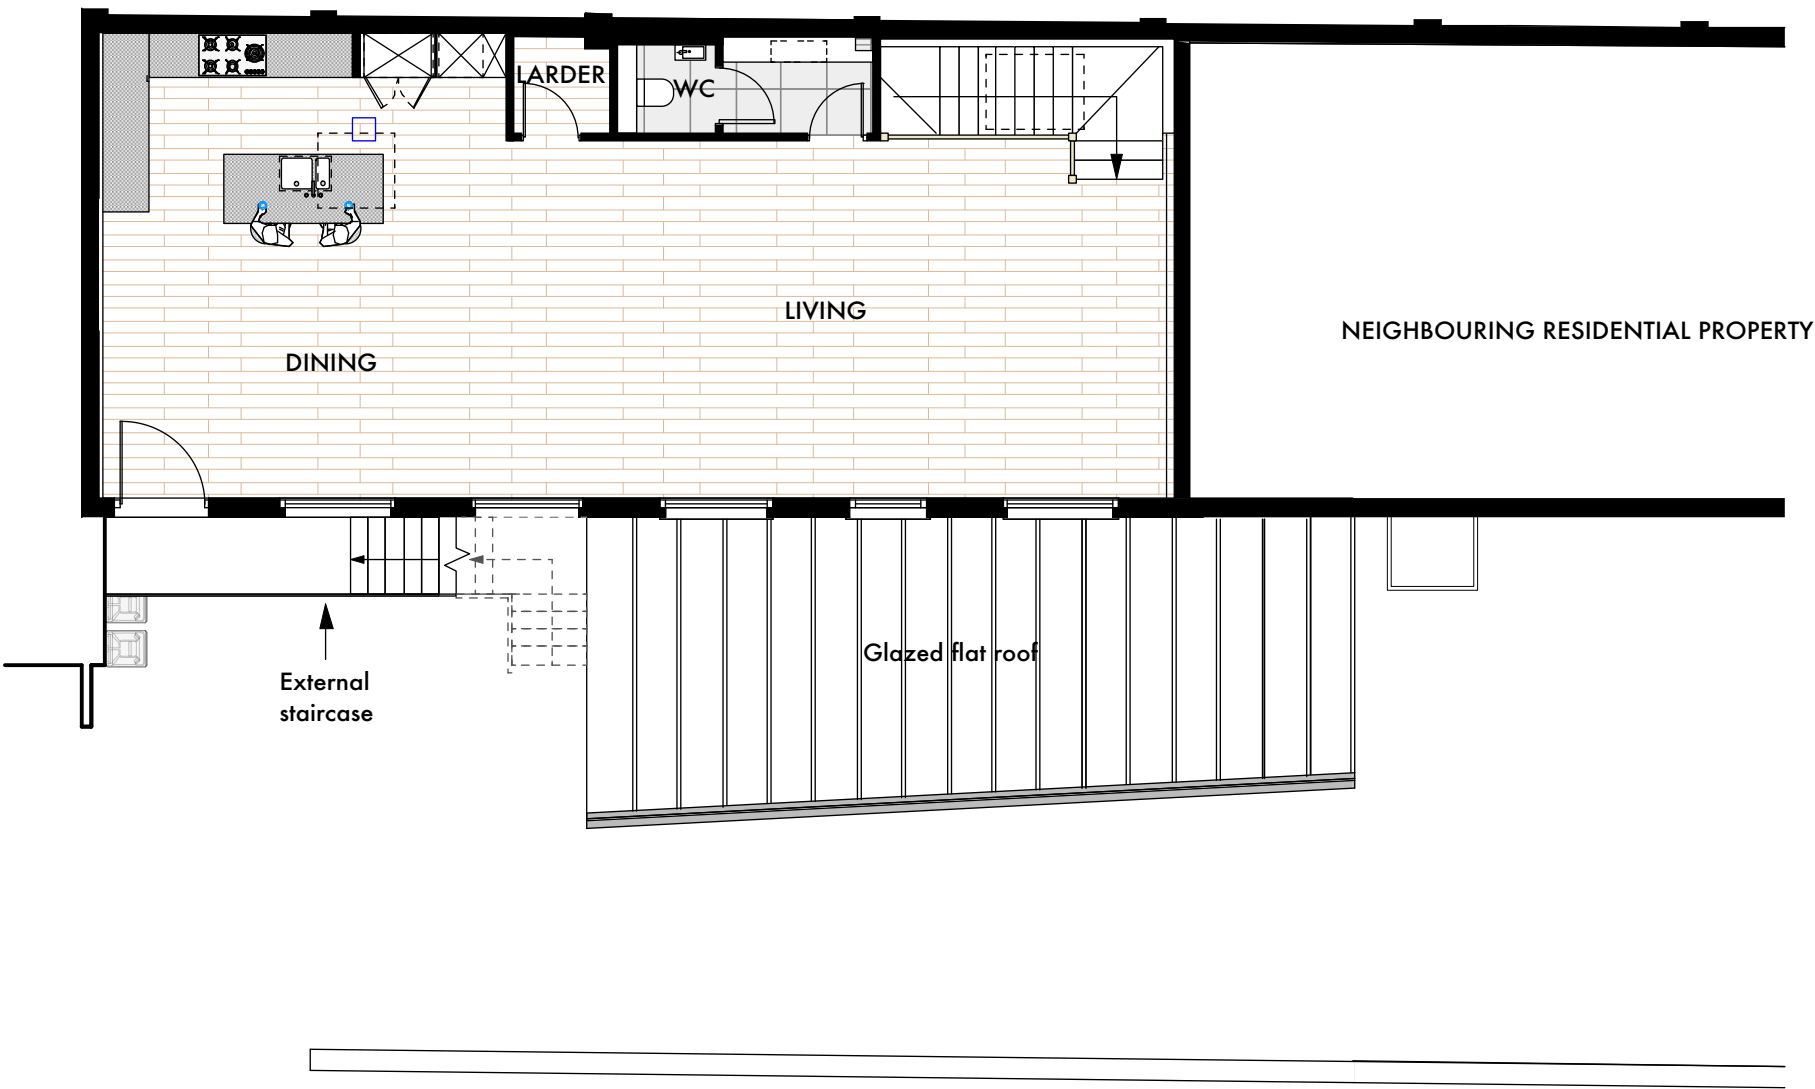 LARDER
WC
LIVING
NEIGHBOURING RESIDENTIAL PROPERTY
DINING
Glazed flat roof
External
staircase